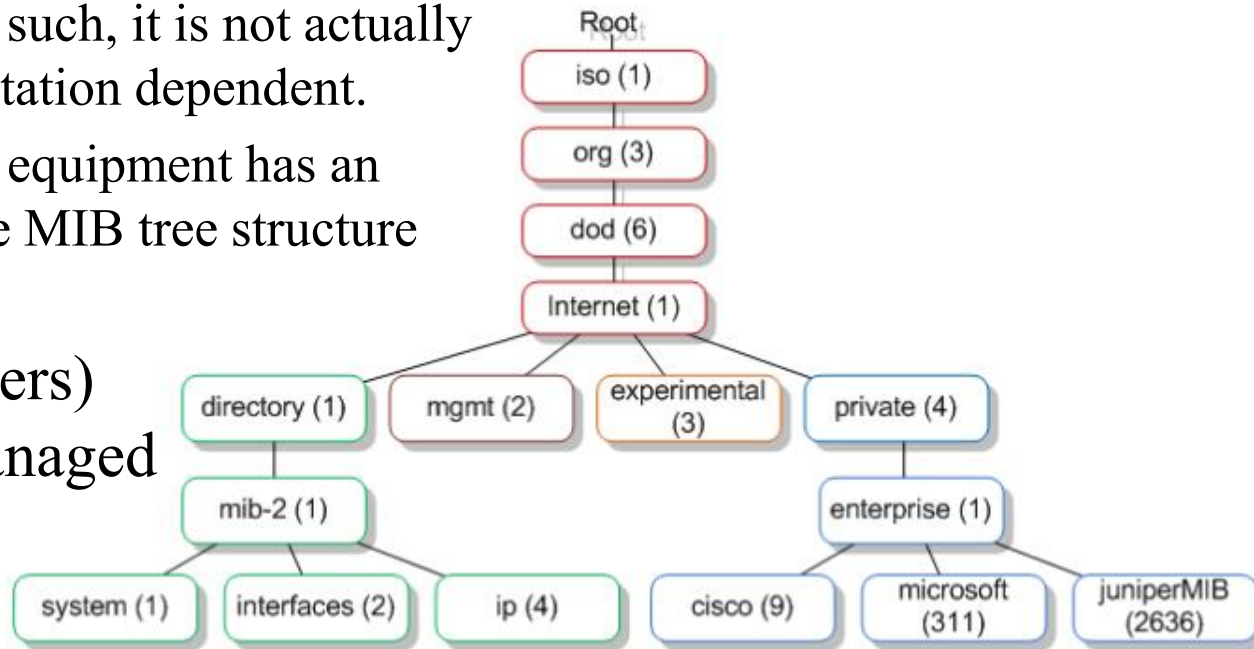 such, it is not actually
tation dependent.
equipment has an
e MIB tree structure
ers)
anaged
Root
iso (1)
org (3)
dod (6)
Internet (1)
directory (1)
mgmt (2)
experimental
(3)
private (4)
mib-2 (1)
enterprise (1)
system (1)
interfaces (2)
ip (4)
cisco (9)
microsoft
(311)
juniperMIB
(2636)